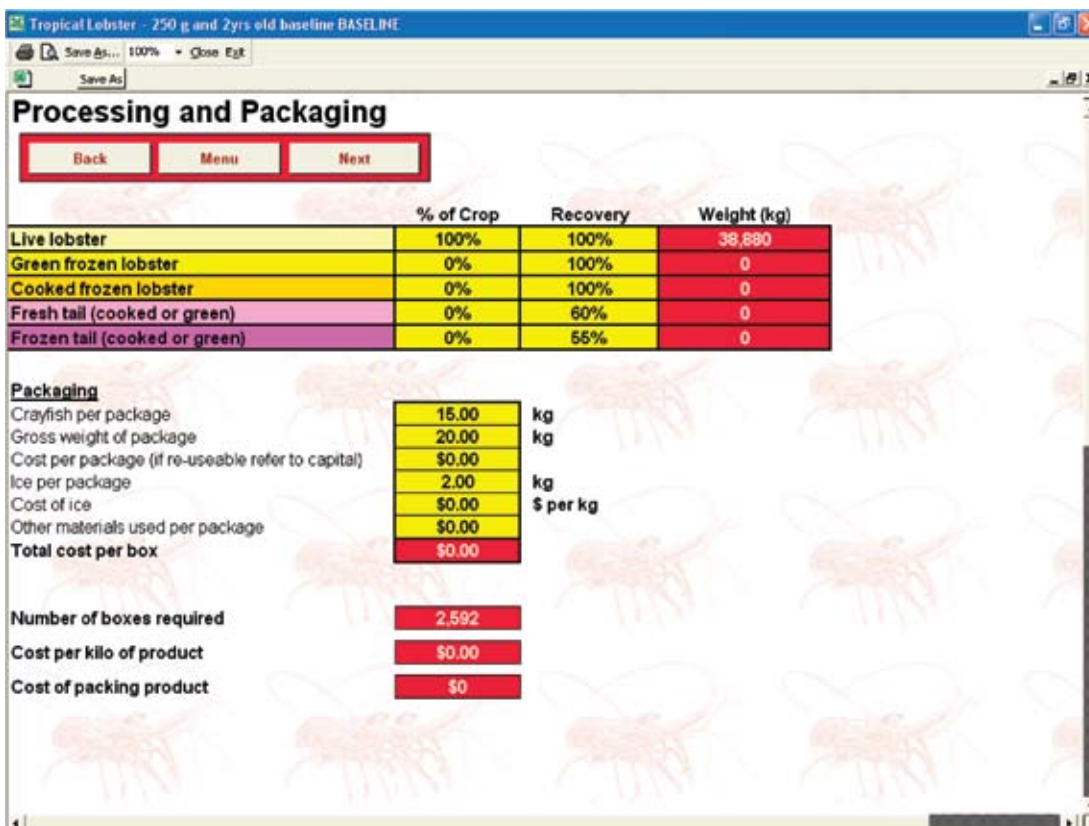 Tropical Lobster - 250 g and 2yrs old baseline BASELINE
Save As... 100% Close Exit
Save As
Processing and Packaging
Back Menu Next
% of Crop Recovery Weight (kg)
Live lobster 100% 100% 38,880
Green frozen lobster 0% 100% 0
Cooked frozen lobster 0% 100% 0
Fresh tail (cooked or green) 0% 60% 0
Frozen tail (cooked or green) 0% 55% 0
Packaging
Crayfish per package 15.00 kg
Gross weight of package 20.00 kg
Cost per package (if re-useable refer to capital) $0.00
Ice per package 2.00 kg
Cost of ice $0.00 $ per kg
Other materials used per package $0.00
Total cost per box $0.00
Number of boxes required 2,592
Cost per kilo of product $0.00
Cost of packing product $0